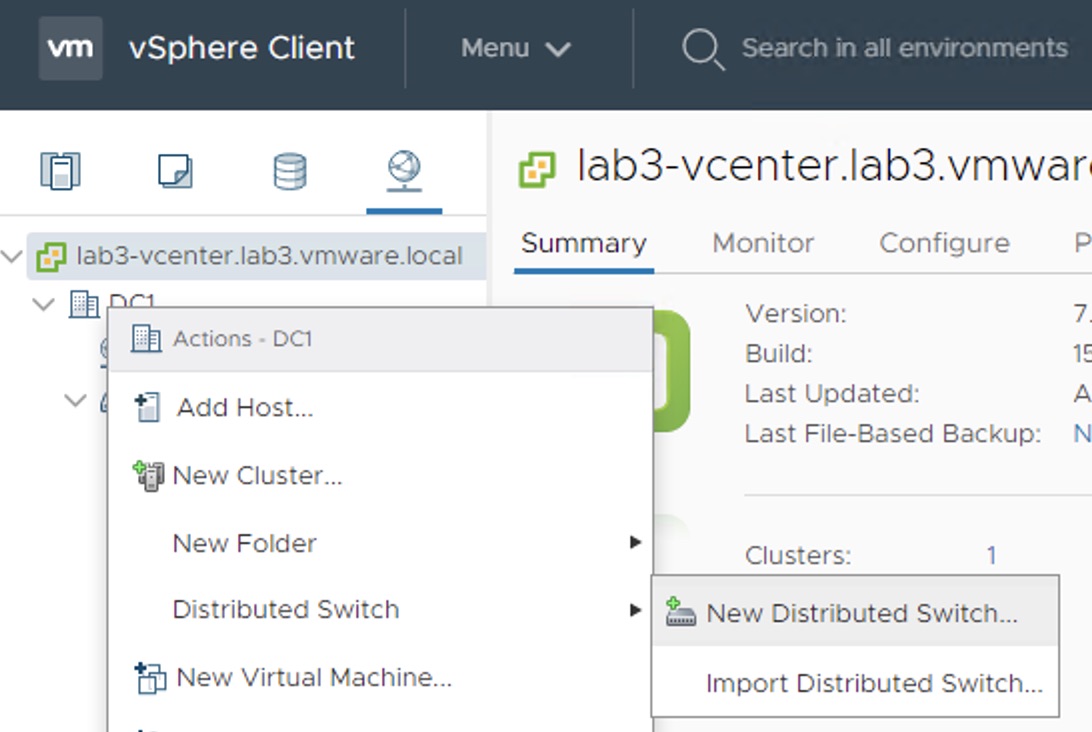 vm vSphere Client Menu Search in all environments
lab3-vcenter.lab3.vmware
Summary Monitor Configure P
lab3-vcenter.lab3.vmware.local
DC1
Actions - DC1
Add Host...
New Cluster...
New Folder
Distributed Switch
New Virtual Machine...
New Distributed Switch...
Import Distributed Switch...
Version: 7.
Build: 15
Last Updated: A
Last File-Based Backup: N
Clusters: 1